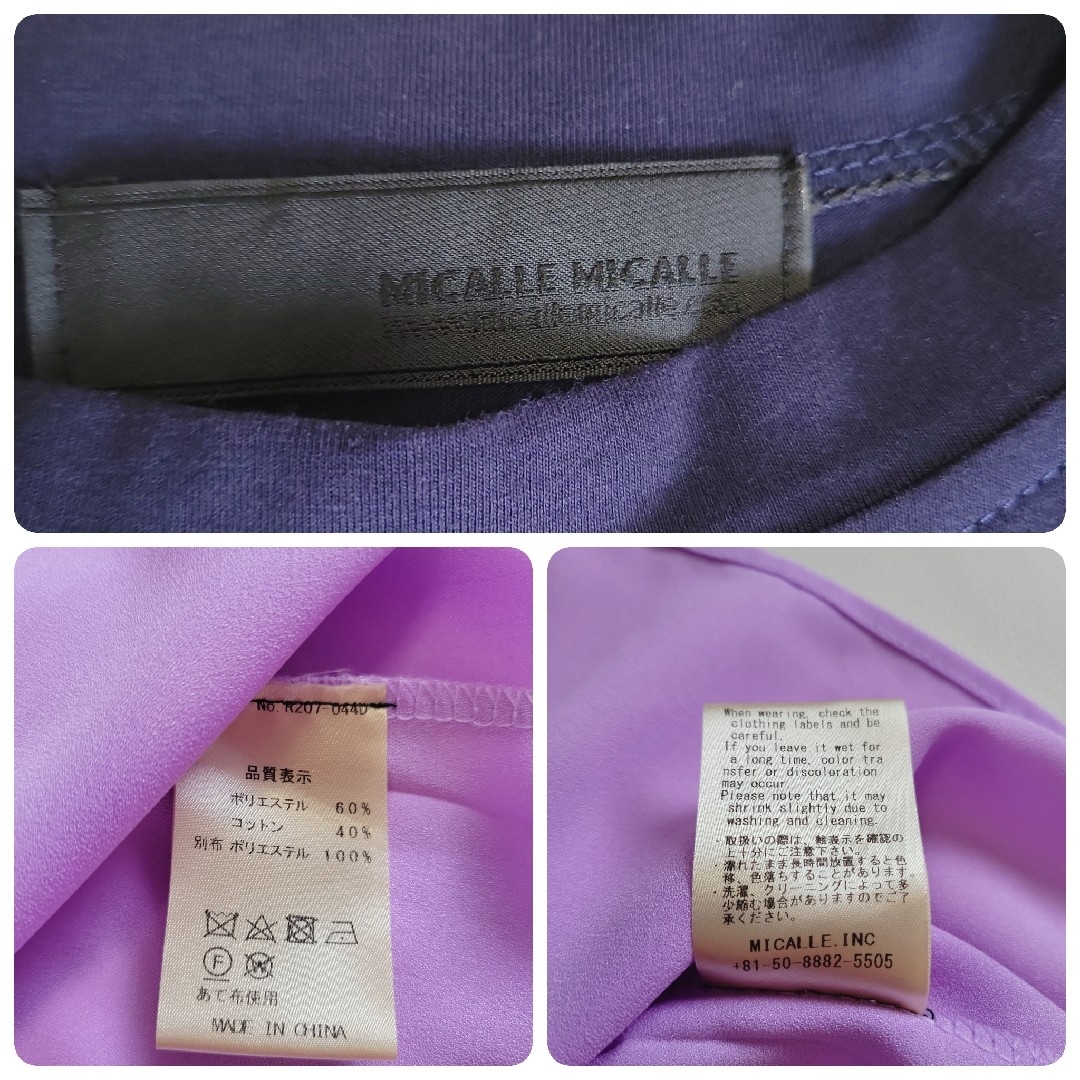 MICALLE MICALLE
No. R207-044D
品質表示
ポリエステル 60%
コットン 40%
別布 ポリエステル 100%
F
W
あて布使用
MADE IN CHINA
When wearing, check the
clothing labels and be
careful.
If you leave it wet for
a long time, color tra
nsfer or discoloration
may occur.
Please note that it may
shrink slightly due to
washing and cleaning.
・取扱いの際は、絵表示を確認の
上十分にご注意下さい。
・濡れたまま長時間放置すると色
移、色落ちすることがあります。
・洗濯、クリーニングによって多
少縮む場合がありますのでご了
承ください。
MICALLE.INC
+81-50-8882-5505